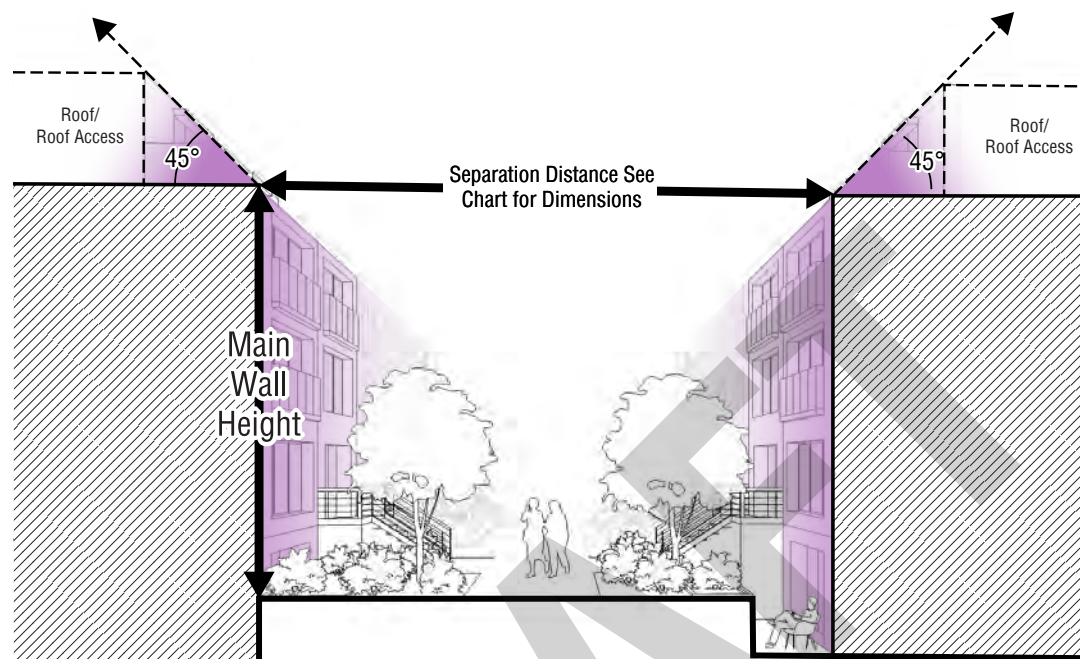 Roof/
Roof Access
45°
Separation Distance See
Chart for Dimensions
45°
Roof/
Roof Access
Main
Wall
Height